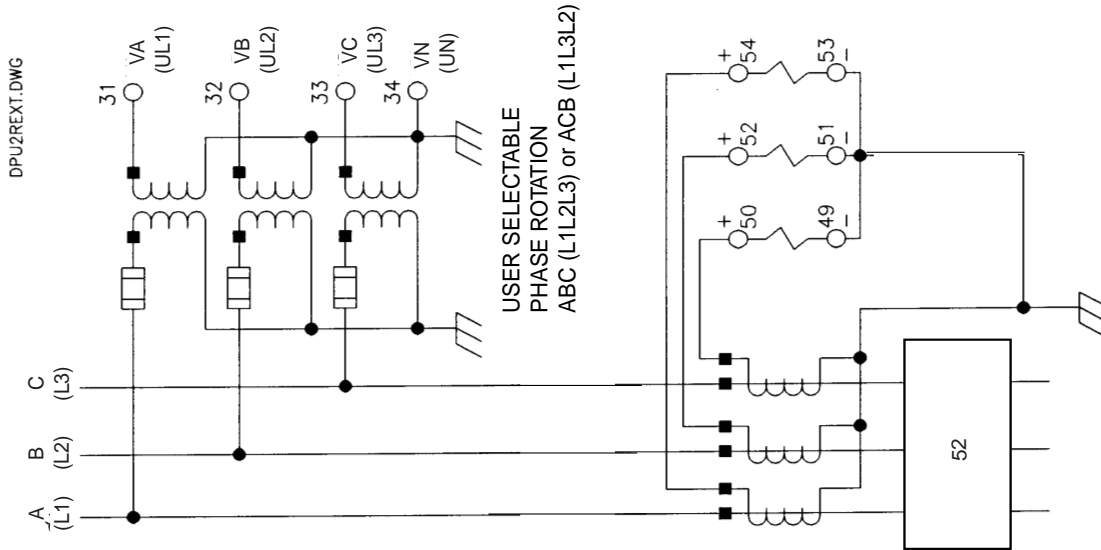 DPU2REXT.DWG
31
VA
(UL1)
32
VB
(UL2)
33
VC
(UL3)
34
VN
(UN)
USER SELECTABLE
PHASE ROTATION
ABC (L1L2L3) or ACB (L1L3L2)
A
(L1)
B
(L2)
C
(L3)
+
54
53
-
+
52
51
-
+
50
49
-
52